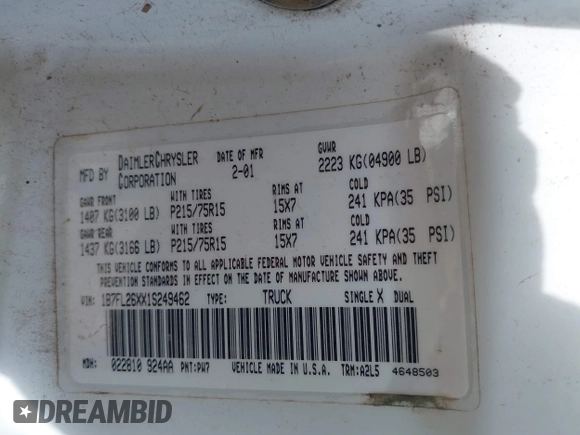 MFD BY DAIMLERCHRYSLER CORPORATION DATE OF MFR 2-01 GVWR 2223 KG(04900 LB)
GAWR FRONT WITH TIRES RIMS AT COLD
1407 KG(3100 LB) P215/75R15 15X7 241 KPA(35 PSI)
GAWR REAR WITH TIRES RIMS AT COLD
1437 KG(3166 LB) P215/75R15 15X7 241 KPA(35 PSI)
THIS VEHICLE CONFORMS TO ALL APPLICABLE FEDERAL MOTOR VEHICLE SAFETY AND THEFT
PREVENTION STANDARDS IN EFFECT ON THE DATE OF MANUFACTURE SHOWN ABOVE.
VIN: 1B7FL26XX1S249462 TYPE: TRUCK SINGLE X DUAL
MDH: 022810 924AA PNT:PW7 VEHICLE MADE IN U.S.A. TRM:A2L5 4648503
DREAMBID